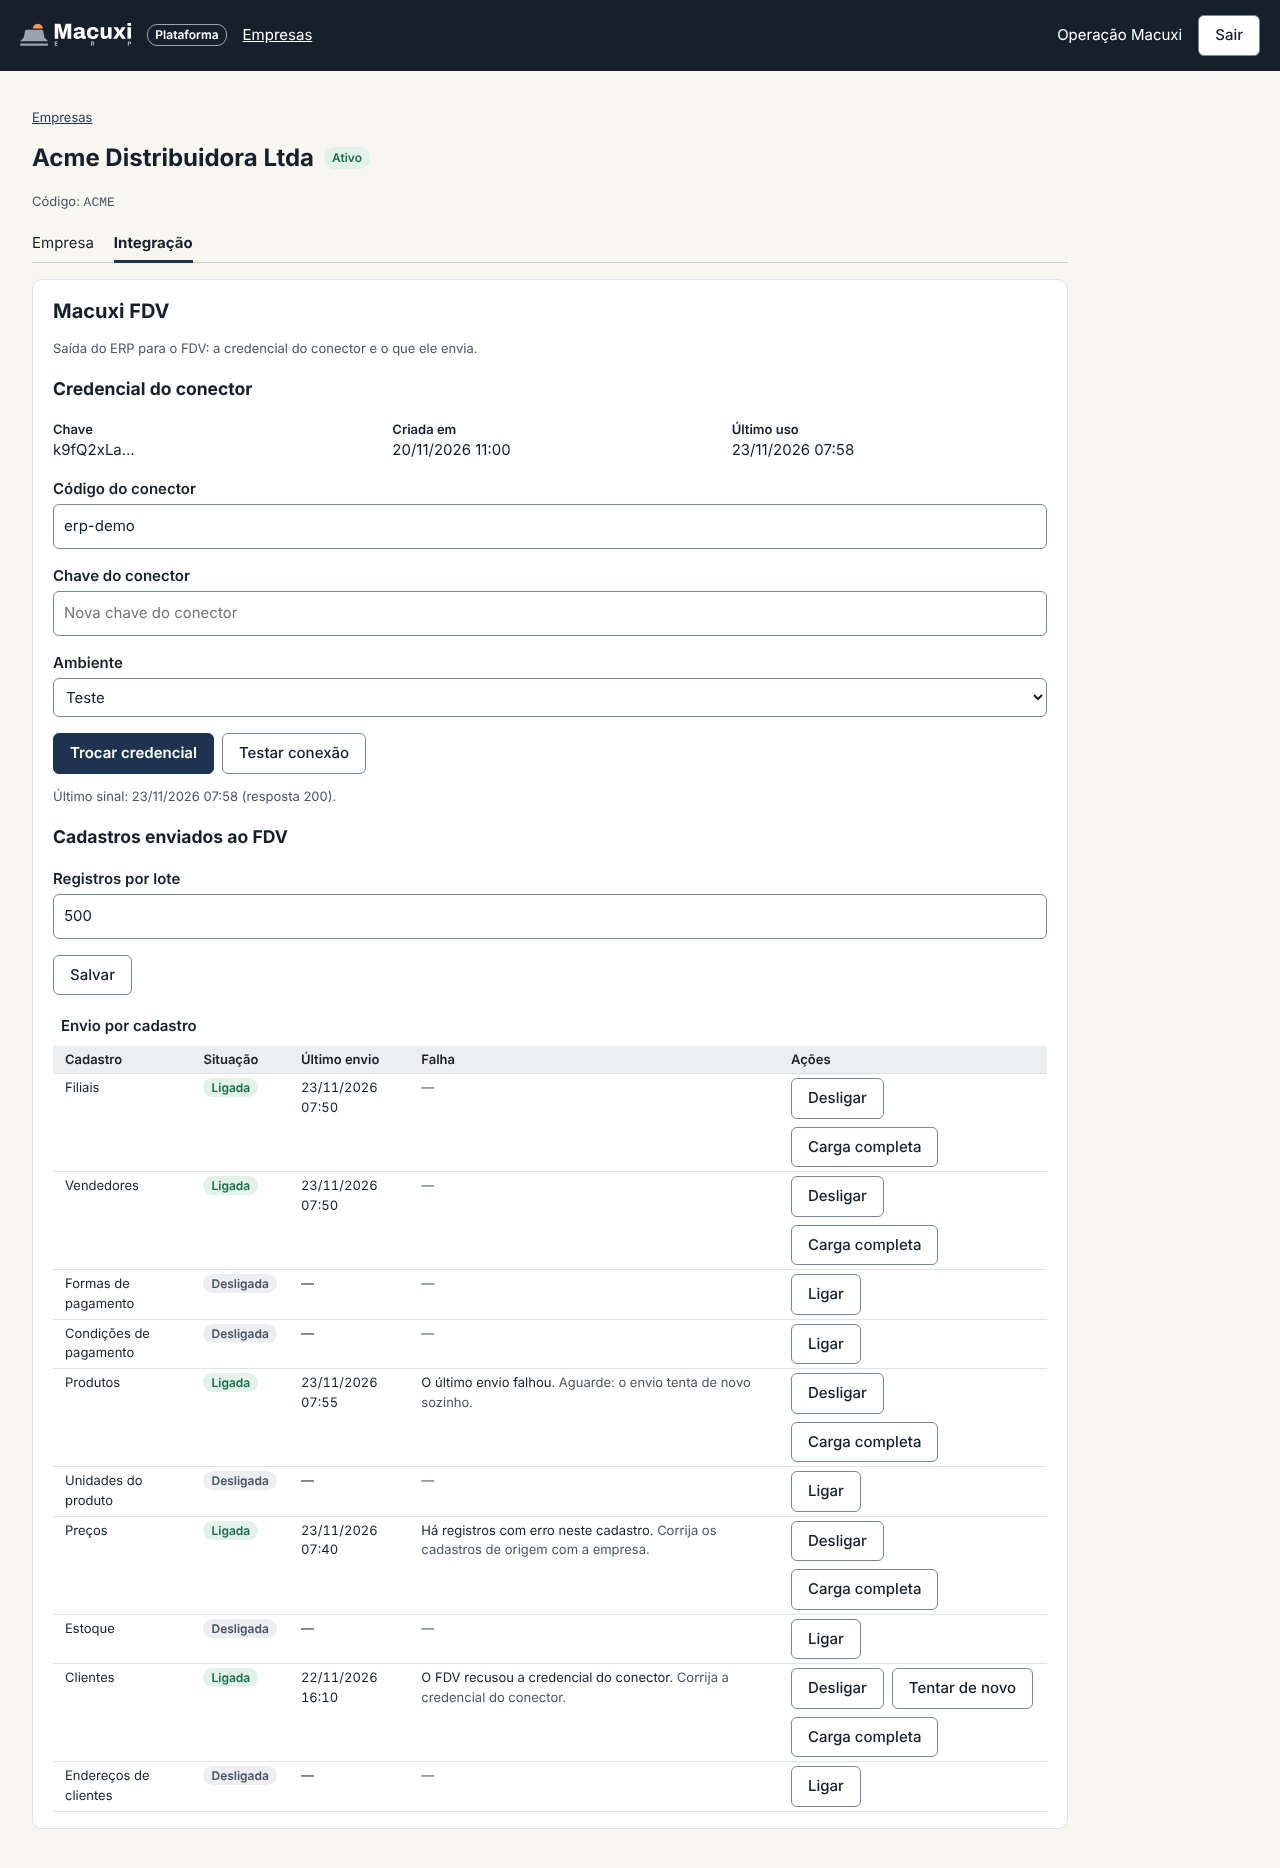 Macuxi
E R P
Plataforma
Empresas
Operação Macuxi
Sair
Empresas
Acme Distribuidora Ltda
Ativo
Código: ACME
Empresa
Integração
Macuxi FDV
Saída do ERP para o FDV: a credencial do conector e o que ele envia.
Credencial do conector
Chave
k9fQ2xLa…
Criada em
20/11/2026 11:00
Último uso
23/11/2026 07:58
Código do conector
erp-demo
Chave do conector
Nova chave do conector
Ambiente
Teste
Trocar credencial
Testar conexão
Último sinal: 23/11/2026 07:58 (resposta 200).
Cadastros enviados ao FDV
Registros por lote
500
Salvar
Envio por cadastro
Cadastro Situação Último envio Falha Ações
Filiais
Ligada
23/11/2026
07:50
—
Desligar
Carga completa
Vendedores
Ligada
23/11/2026
07:50
—
Desligar
Carga completa
Formas de
pagamento
Desligada
—
—
Ligar
Condições de
pagamento
Desligada
—
—
Ligar
Produtos
Ligada
23/11/2026
07:55
O último envio falhou. Aguarde: o envio tenta de novo
sozinho.
Desligar
Carga completa
Unidades do
produto
Desligada
—
—
Ligar
Preços
Ligada
23/11/2026
07:40
Há registros com erro neste cadastro. Corrija os
cadastros de origem com a empresa.
Desligar
Carga completa
Estoque
Desligada
—
—
Ligar
Clientes
Ligada
22/11/2026
16:10
O FDV recusou a credencial do conector. Corrija a
credencial do conector.
Desligar
Tentar de novo
Carga completa
Endereços de
clientes
Desligada
—
—
Ligar